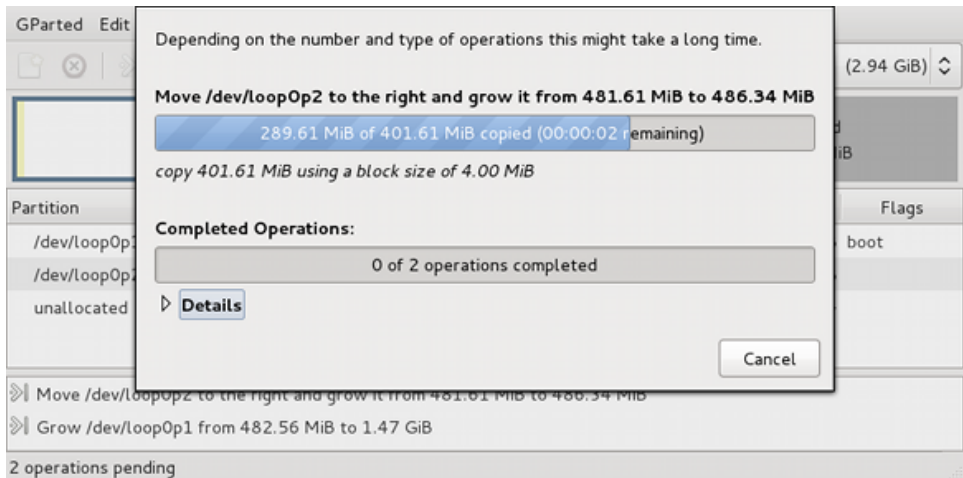 GParted Edit
Depending on the number and type of operations this might take a long time.
(2.94 GiB)
Move /dev/loop0p2 to the right and grow it from 481.61 MiB to 486.34 MiB
289.61 MiB of 401.61 MiB copied (00:00:02 remaining)
copy 401.61 MiB using a block size of 4.00 MiB
Partition
Flags
Completed Operations:
/dev/loop0p1
boot
0 of 2 operations completed
/dev/loop0p2
unallocated
Details
Cancel
Move /dev/loop0p2 to the right and grow it from 481.61 MiB to 486.34 MiB
Grow /dev/loop0p1 from 482.56 MiB to 1.47 GiB
2 operations pending